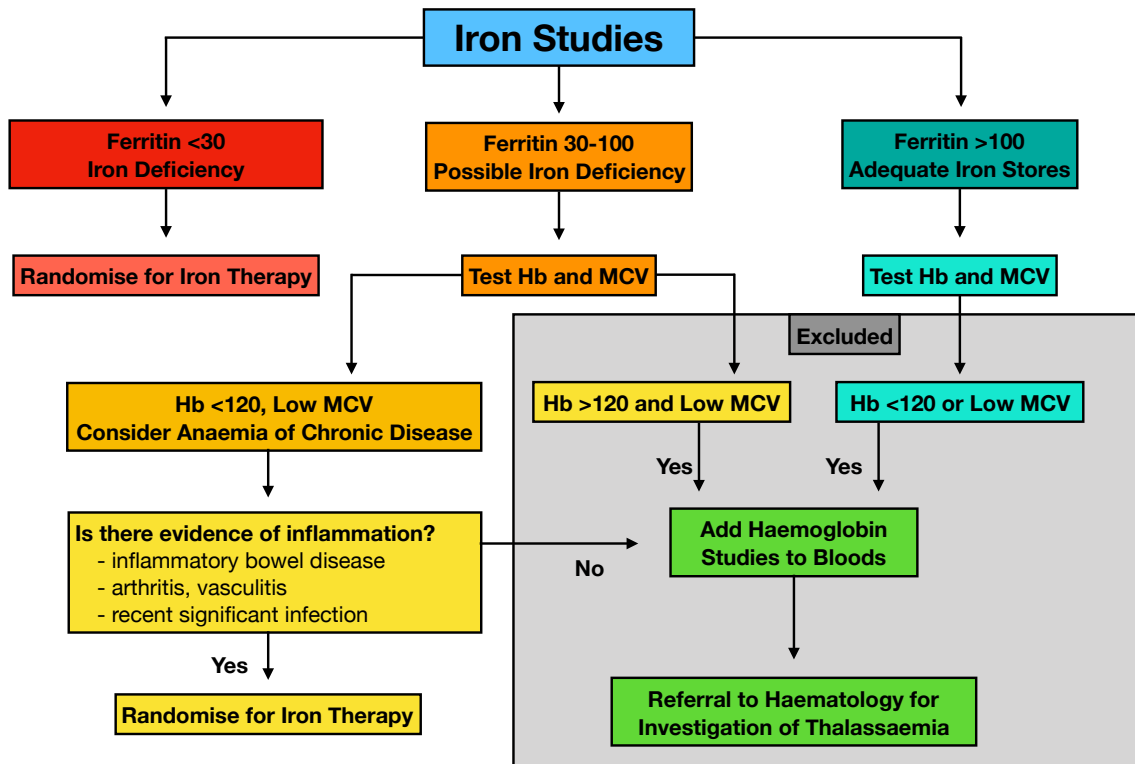 Iron Studies
Ferritin <30
Iron Deficiency
Ferritin 30-100
Possible Iron Deficiency
Ferritin >100
Adequate Iron Stores
Randomise for Iron Therapy
Test Hb and MCV
Test Hb and MCV
Excluded
Hb <120, Low MCV
Consider Anaemia of Chronic Disease
Hb >120 and Low MCV
Hb <120 or Low MCV
Yes
Yes
Is there evidence of inflammation?
- inflammatory bowel disease
- arthritis, vasculitis
- recent significant infection
No
Add Haemoglobin
Studies to Bloods
Yes
Randomise for Iron Therapy
Referral to Haematology for
Investigation of Thalassaemia